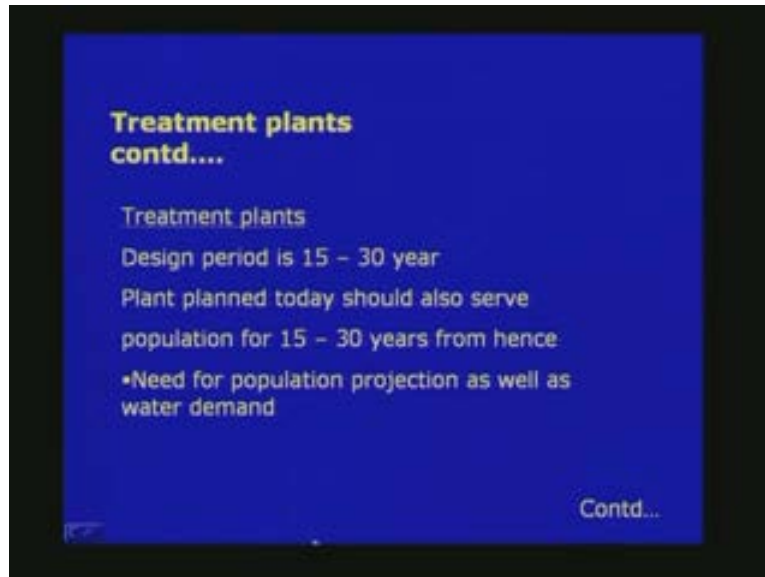 Treatment plants
contd....
Treatment plants
Design period is 15 – 30 year
Plant planned today should also serve
population for 15 – 30 years from hence
▪Need for population projection as well as
water demand
Contd...